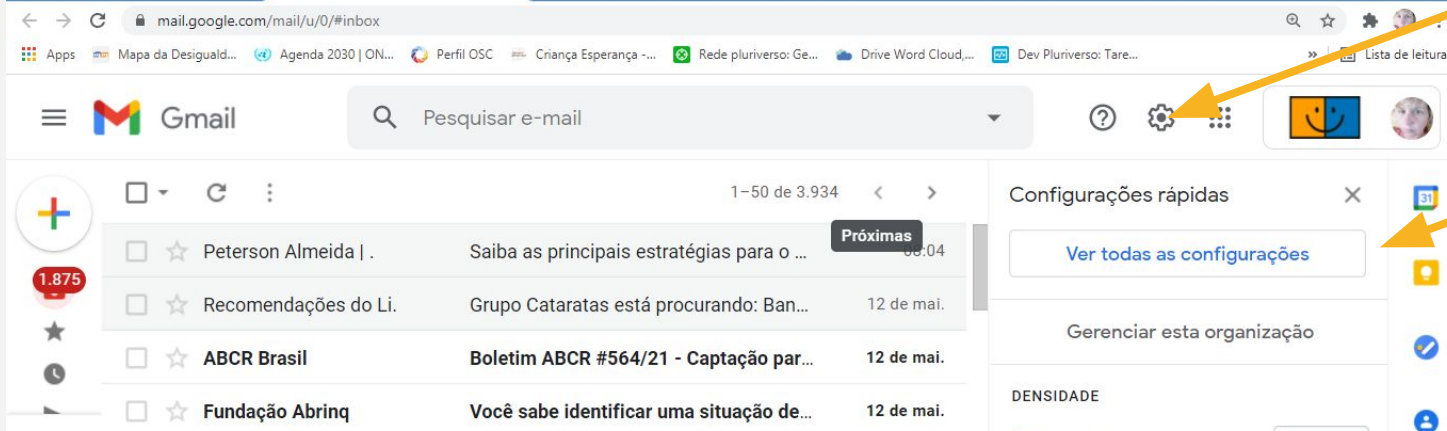 mail.google.com/mail/u/0/#inbox
Apps Mapa da Desiguald... Agenda 2030 | ON... Perfil OSC Criança Esperança -... Rede pluriverso: Ge... Drive Word Cloud,... Dev Pluriverso: Tare... » Lista de leitura
Gmail Pesquisar e-mail
1–50 de 3.934
Configurações rápidas
31
Próximas
Peterson Almeida | . Saiba as principais estratégias para o ... 08:04
Ver todas as configurações
1.875
Recomendações do Li. Grupo Cataratas está procurando: Ban... 12 de mai.
Gerenciar esta organização
ABCR Brasil Boletim ABCR #564/21 - Captação par... 12 de mai.
DENSIDADE
Fundação Abrinq Você sabe identificar uma situação de... 12 de mai.